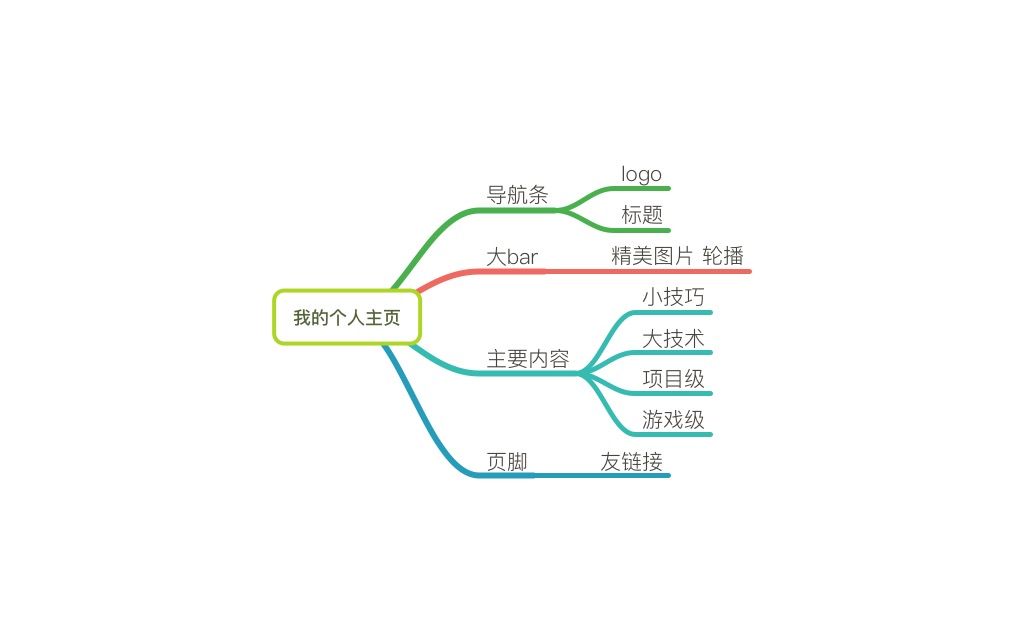 我的个人主页
导航条
logo
标题
大bar
精美图片 轮播
主要内容
小技巧
大技术
项目级
游戏级
页脚
友链接